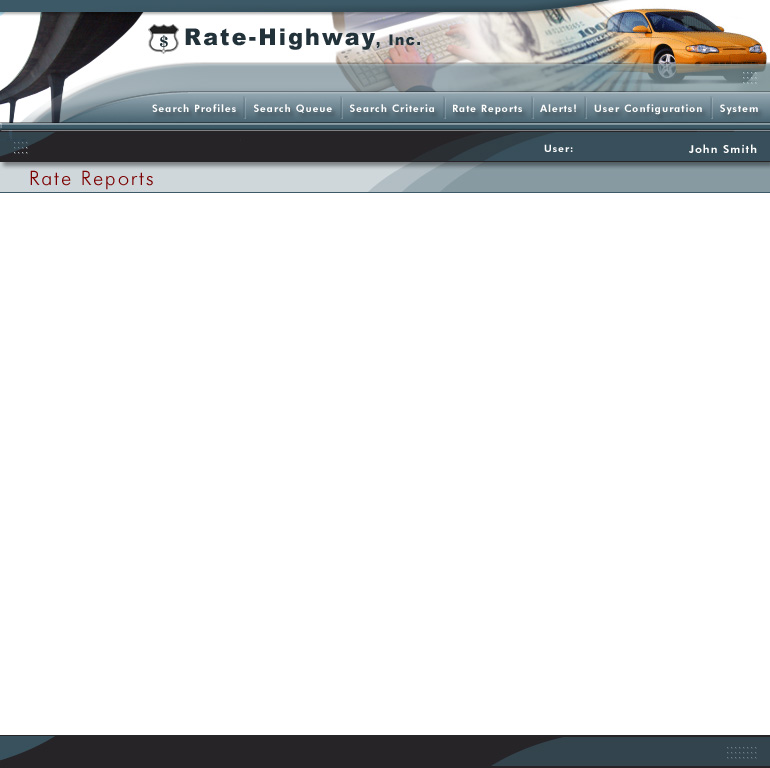 Rate-Highway, Inc.
Search Profiles Search Queue Search Criteria Rate Reports Alerts! User Configuration System
User: John Smith
Rate Reports
$
100